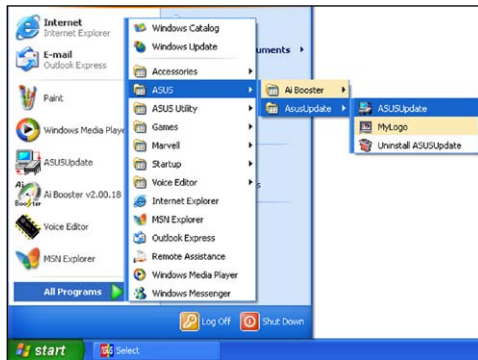 Internet
Internet Explorer
E-mail
Outlook Express
Paint
Windows Media Playe
ASUSUpdate
Ai Booster v2.00.18
Voice Editor
MSN Explorer
All Programs
Windows Catalog
Windows Update
Accessories
ASUS
ASUS Utility
Games
Marvell
Startup
Voice Editor
Internet Explorer
MSN Explorer
Outlook Express
Remote Assistance
Windows Media Player
Windows Messenger
uments
s
Ai Booster
AsusUpdate
ASUSUpdate
MyLogo
Uninstall ASUSUpdate
Log Off
Shut Down
start
Select